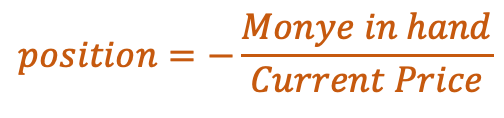 position = − Monye in hand
Current Price